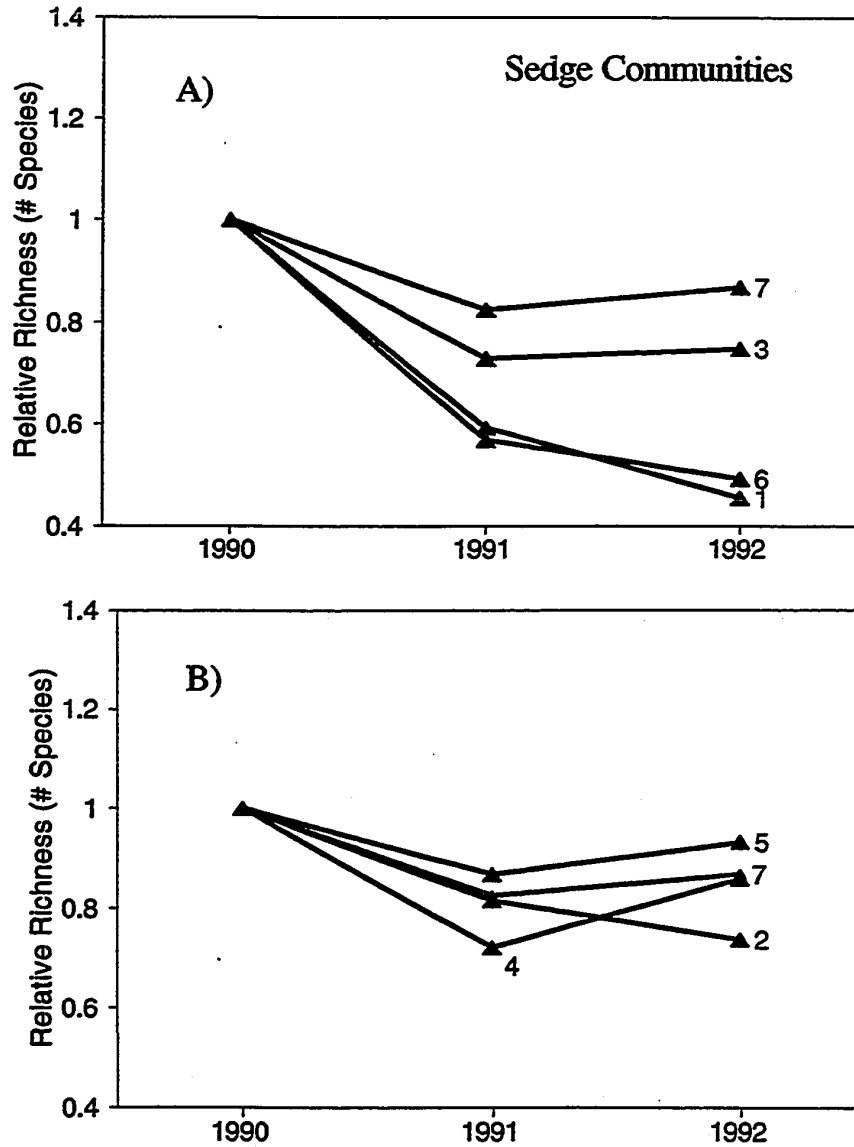 1.4
A)
Sedge Communities
1.2
1
0.8
0.6
0.4
Relative Richness (# Species)
7
3
6
1
1990 1991 1992
1.4
B)
1.2
1
0.8
0.6
0.4
Relative Richness (# Species)
5
7
2
4
1990 1991 1992